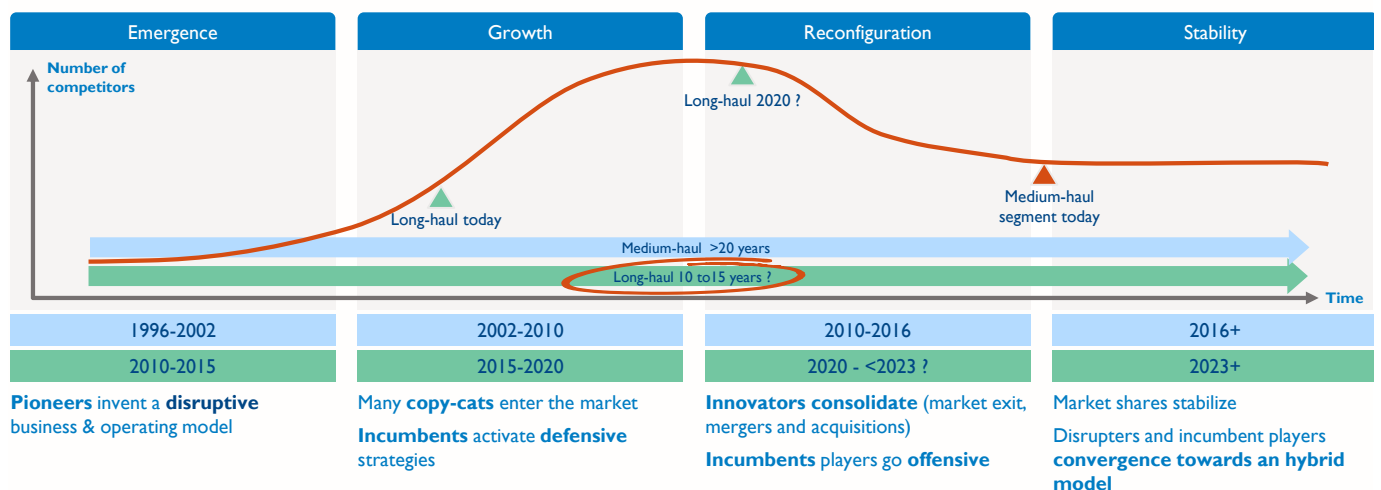 Emergence
Growth
Reconfiguration
Stability
Number of
competitors
Long-haul 2020 ?
Long-haul today
Medium-haul
segment today
Medium-haul >20 years
Long-haul 10 to15 years ?
Time
1996-2002
2002-2010
2010-2016
2016+
2010-2015
2015-2020
2020 - <2023 ?
2023+
Pioneers invent a disruptive
business & operating model
Many copy-cats enter the market
Incumbents activate defensive
strategies
Innovators consolidate (market exit,
mergers and acquisitions)
Incumbents players go offensive
Market shares stabilize
Disrupters and incumbent players
convergence towards an hybrid
model